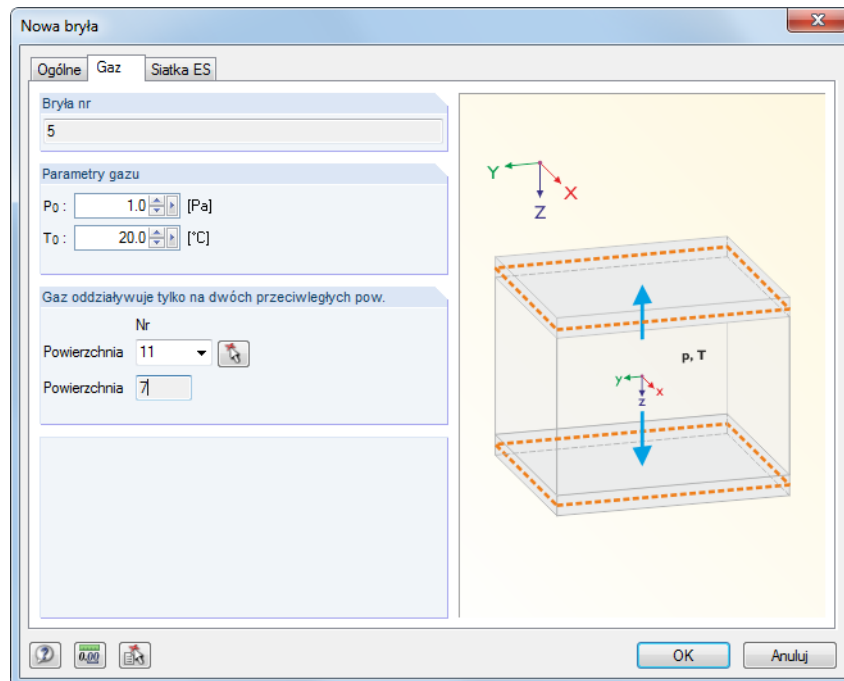 Nowa bryła
Ogólne Gaz Siatka ES
Bryła nr
5
Parametry gazu
P0 : 1.0 [Pa]
T0 : 20.0 [°C]
Gaz oddziaływuje tylko na dwóch przeciwległych pow.
Nr
Powierzchnia 11
Powierzchnia 7
Y
X
Z
p, T
y
x
z
0.00
OK Anuluj